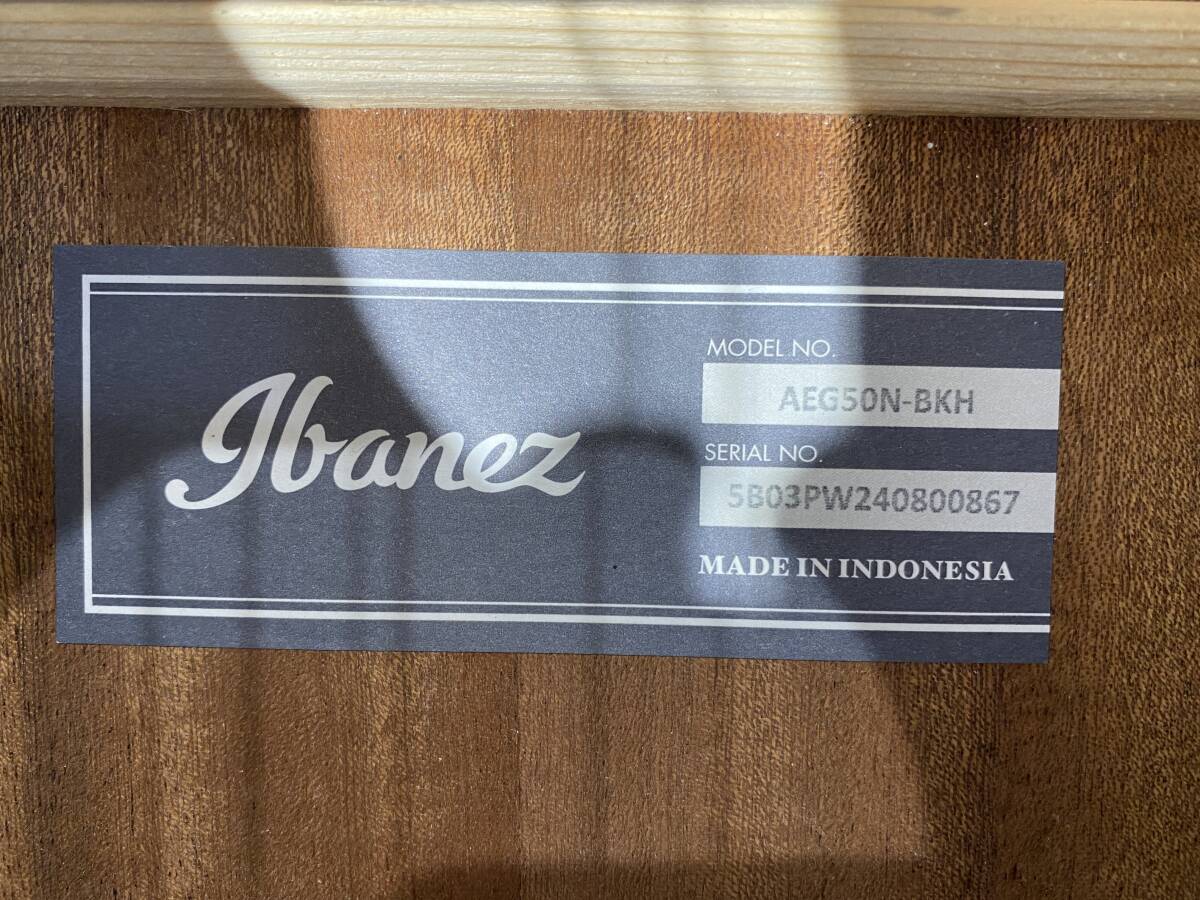 Ibanez
MODEL NO.
AEG50N-BKH
SERIAL NO.
5B03PW240800867
MADE IN INDONESIA